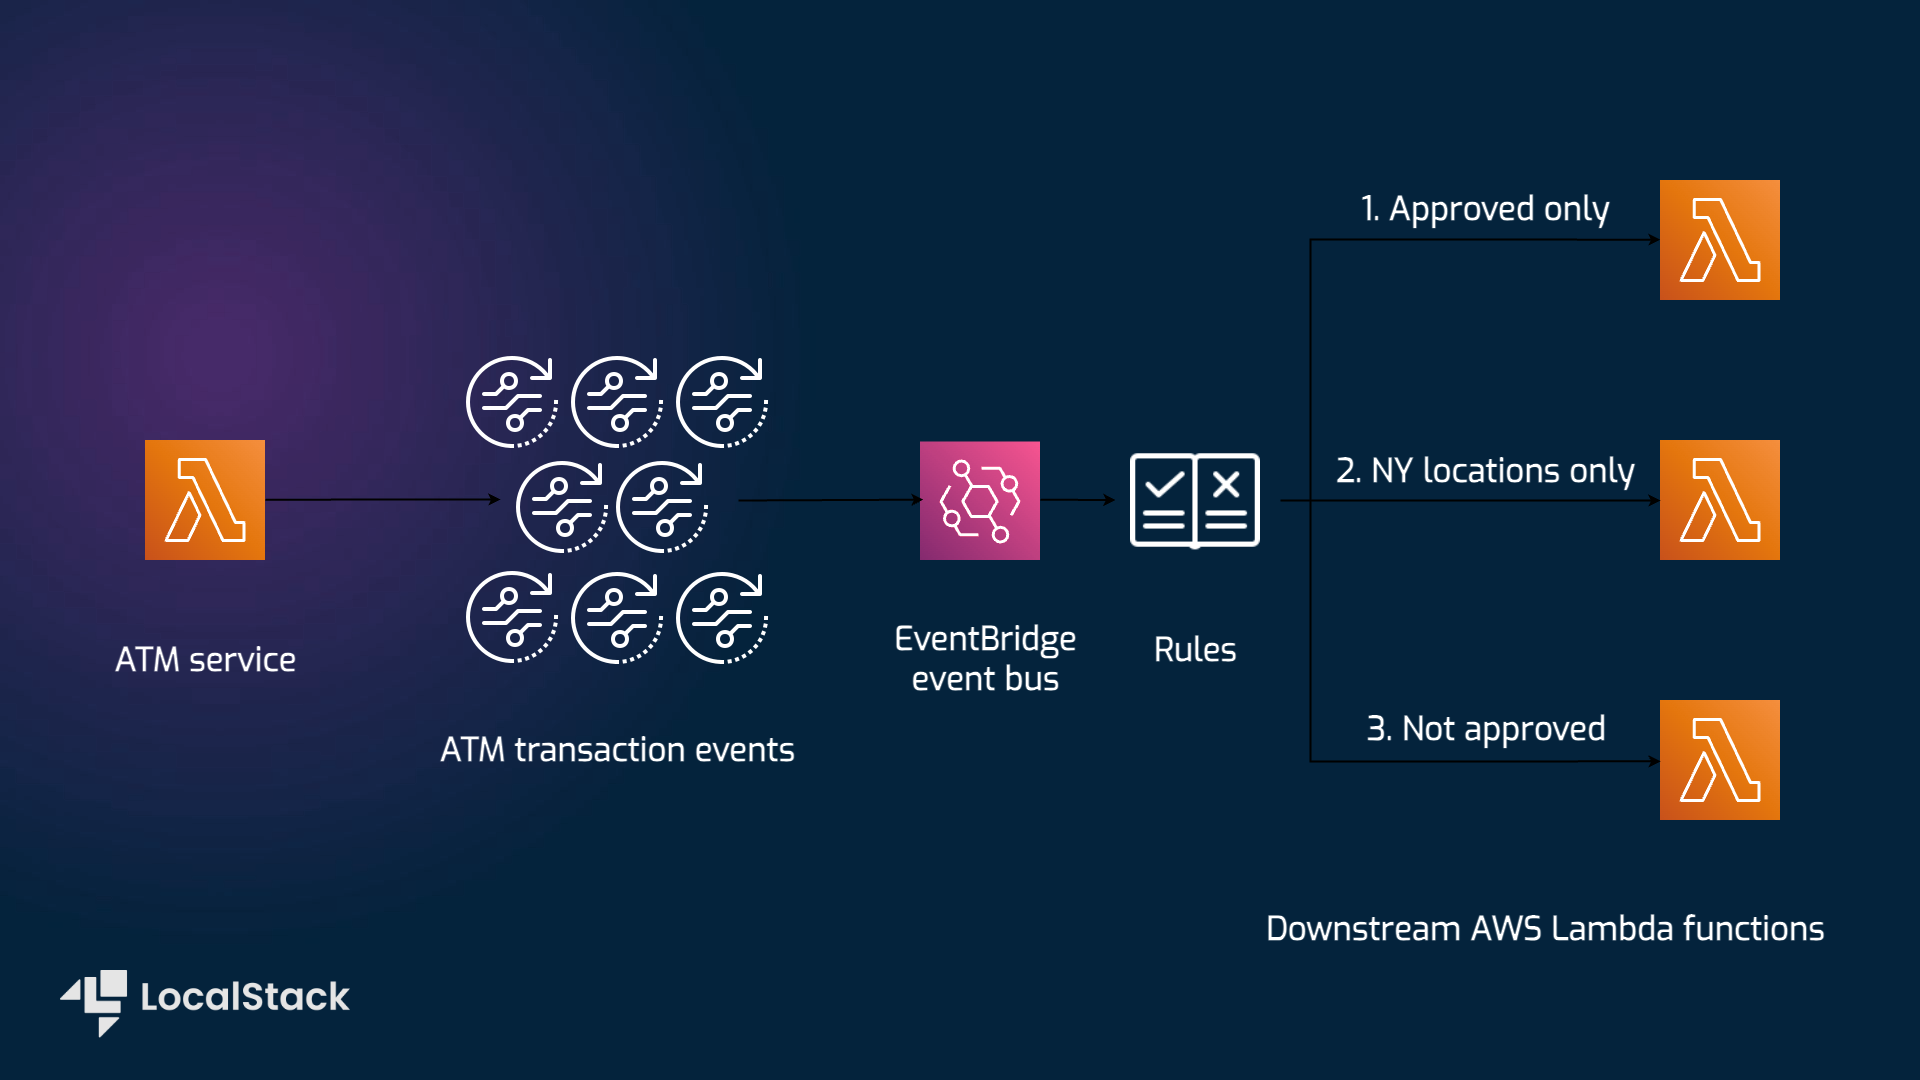 1. Approved only
2. NY locations only
3. Not approved
ATM service
ATM transaction events
EventBridge
event bus
Rules
Downstream AWS Lambda functions
LocalStack